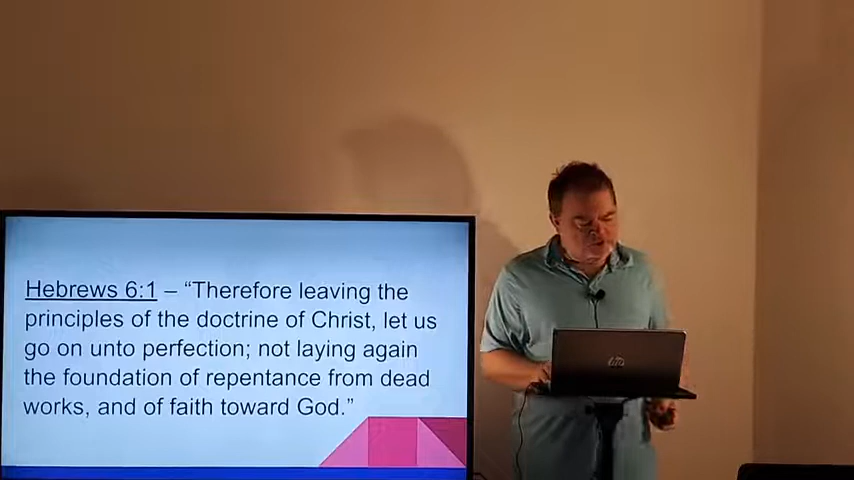 Hebrews 6:1 – “Therefore leaving the
principles of the doctrine of Christ, let us
go on unto perfection; not laying again
the foundation of repentance from dead
works, and of faith toward God.”
hp